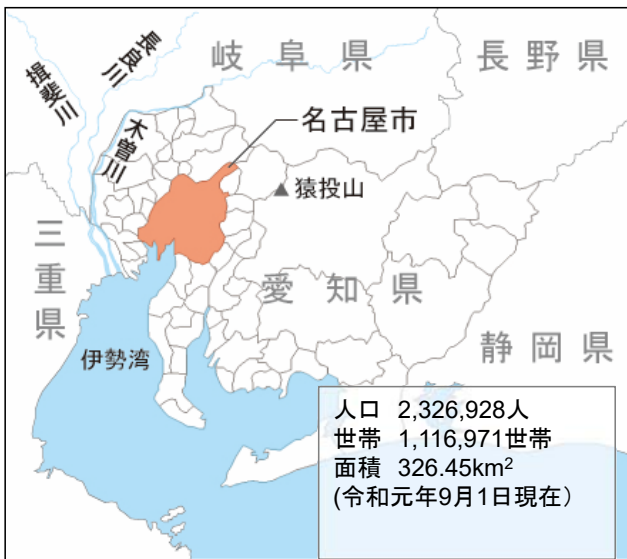 岐阜県
長野県
長良川
揖斐川
木曽川
名古屋市
猿投山
三重県
愛知県
伊勢湾
静岡県
人口 2,326,928人
世帯 1,116,971世帯
面積 326.45km²
(令和元年9月1日現在）